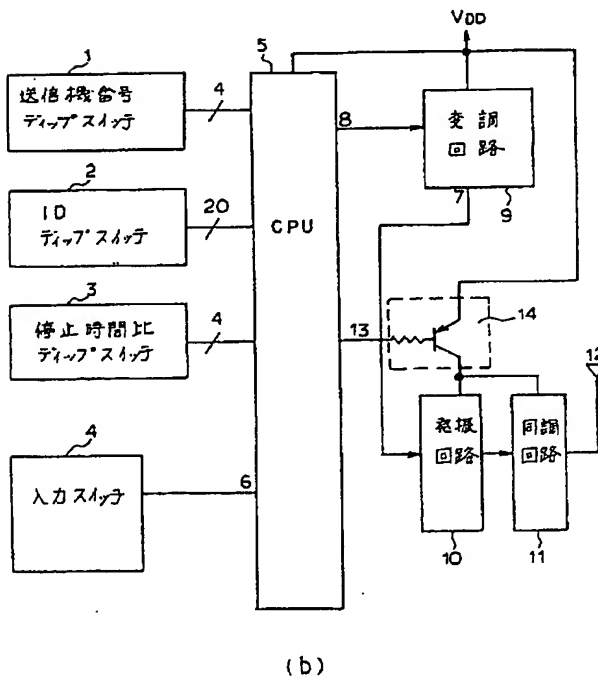 VDD
1
送信機番号
ディップスイッチ
4
5
8
変調
回路
7
9
2
ID
ディップスイッチ
20
CPU
3
停止時間比
ディップスイッチ
4
13
14
12
4
入力スイッチ
6
発振
回路
10
同調
回路
11
(b)